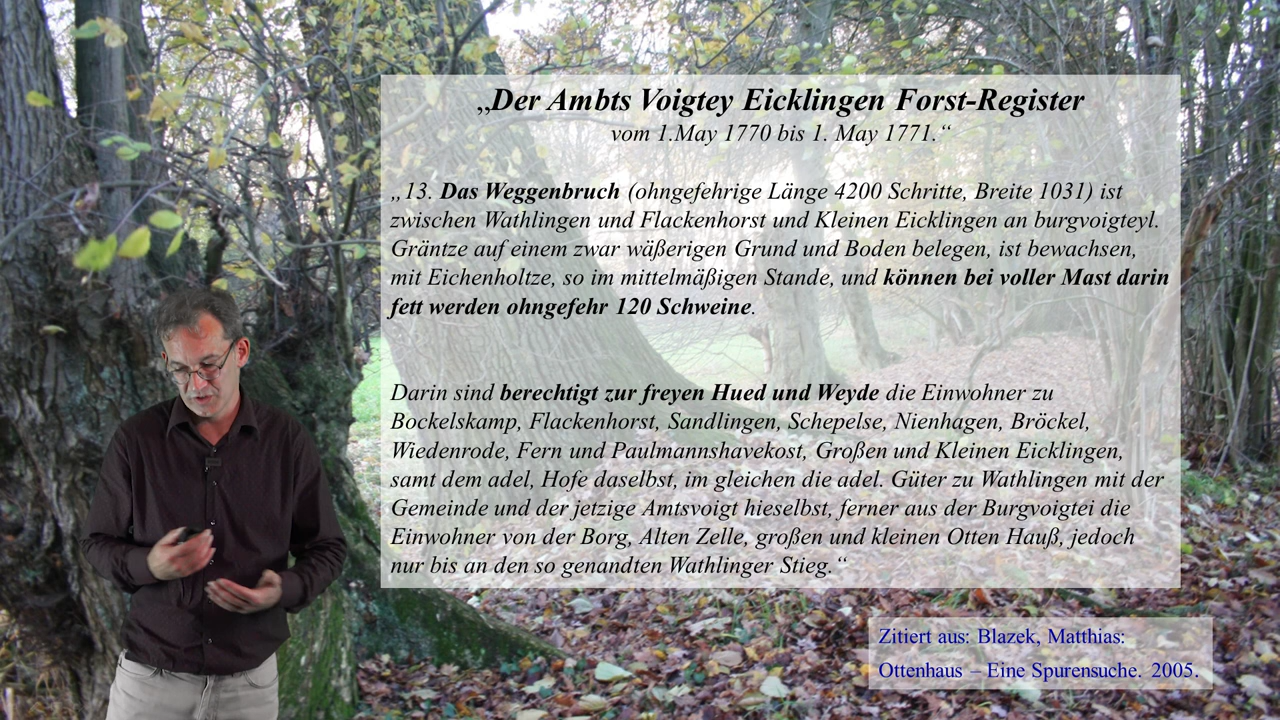 „Der Ambts Voigtey Eicklingen Forst-Register
vom 1.May 1770 bis 1. May 1771.“
„13. Das Weggenbruch (ohngefehrige Länge 4200 Schritte, Breite 1031) ist
zwischen Wathlingen und Flackenhorst und Kleinen Eicklingen an burgvoigteyl.
Gräntze auf einem zwar wäßerigen Grund und Boden belegen, ist bewachsen,
mit Eichenholtze, so im mittelmäßigen Stande, und können bei voller Mast darin
fett werden ohngefehr 120 Schweine.
Darin sind berechtigt zur freyen Hued und Weyde die Einwohner zu
Bockelskamp, Flackenhorst, Sandlingen, Schepelse, Nienhagen, Bröckel,
Wiedenrode, Fern und Paulmannshavekost, Großen und Kleinen Eicklingen,
samt dem adel, Hofe daselbst, im gleichen die adel. Güter zu Wathlingen mit der
Gemeinde und der jetzige Amtsvoigt hieselbst, ferner aus der Burgvoigtei die
Einwohner von der Borg, Alten Zelle, großen und kleinen Otten Hauß, jedoch
nur bis an den so genandten Wathlinger Stieg.“
Zitiert aus: Blazek, Matthias:
Ottenhaus – Eine Spurensuche. 2005.